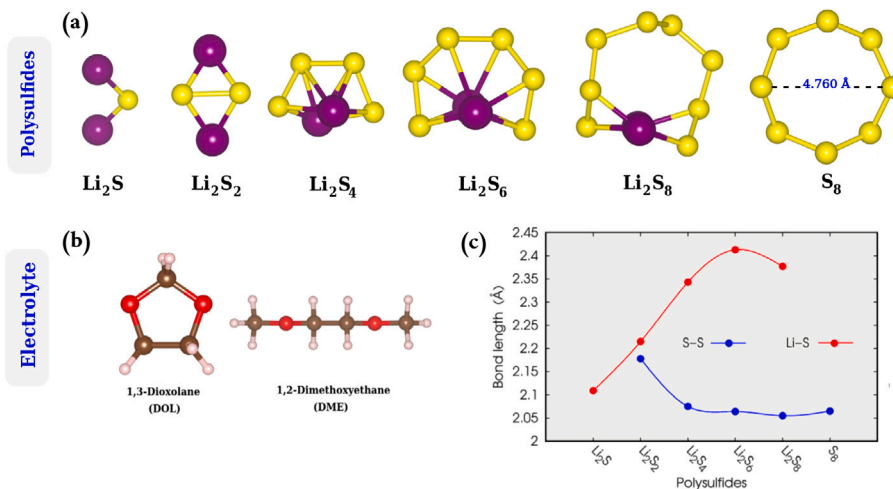 (a)
Polysulfides
4.760 Å
Li₂S
Li₂S₂
Li₂S₄
Li₂S₆
Li₂S₈
S₈
(b)
Electrolyte
1,3-Dioxolane
(DOL)
1,2-Dimethoxyethane
(DME)
(c)
Bond length (Å)
2.45
2.4
2.35
2.3
2.25
2.2
2.15
2.1
2.05
2
S−S
Li−S
Li₂S
Li₂S₂
Li₂S₄
Li₂S₆
Li₂S₈
S₈
Polysulfides